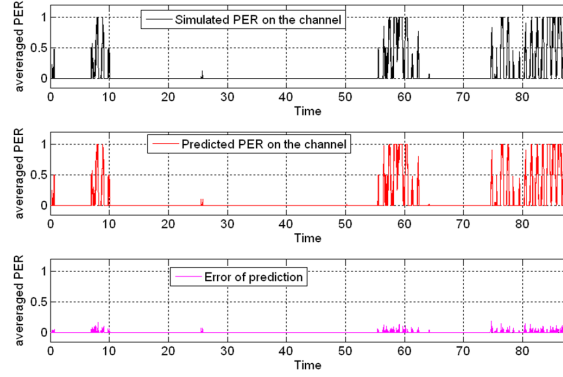 Simulated PER on the channel
avereraged PER
1
0.5
0
0 10 20 30 40 50 60 70 80
Time
Predicted PER on the channel
avereraged PER
1
0.5
0
0 10 20 30 40 50 60 70 80
Time
Error of prediction
avereraged PER
1
0.5
0
0 10 20 30 40 50 60 70 80
Time